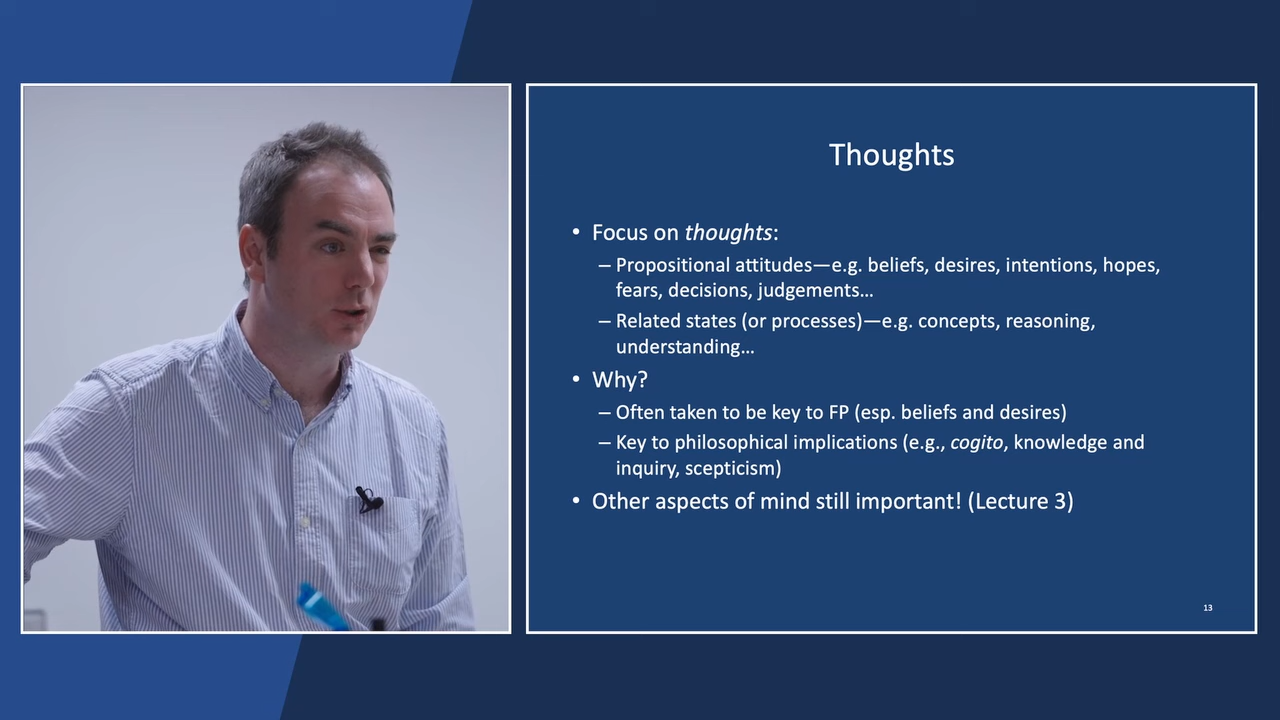 Thoughts
• Focus on thoughts:
– Propositional attitudes—e.g. beliefs, desires, intentions, hopes,
fears, decisions, judgements…
– Related states (or processes)—e.g. concepts, reasoning,
understanding…
• Why?
– Often taken to be key to FP (esp. beliefs and desires)
– Key to philosophical implications (e.g., cogito, knowledge and
inquiry, scepticism)
• Other aspects of mind still important! (Lecture 3)
13